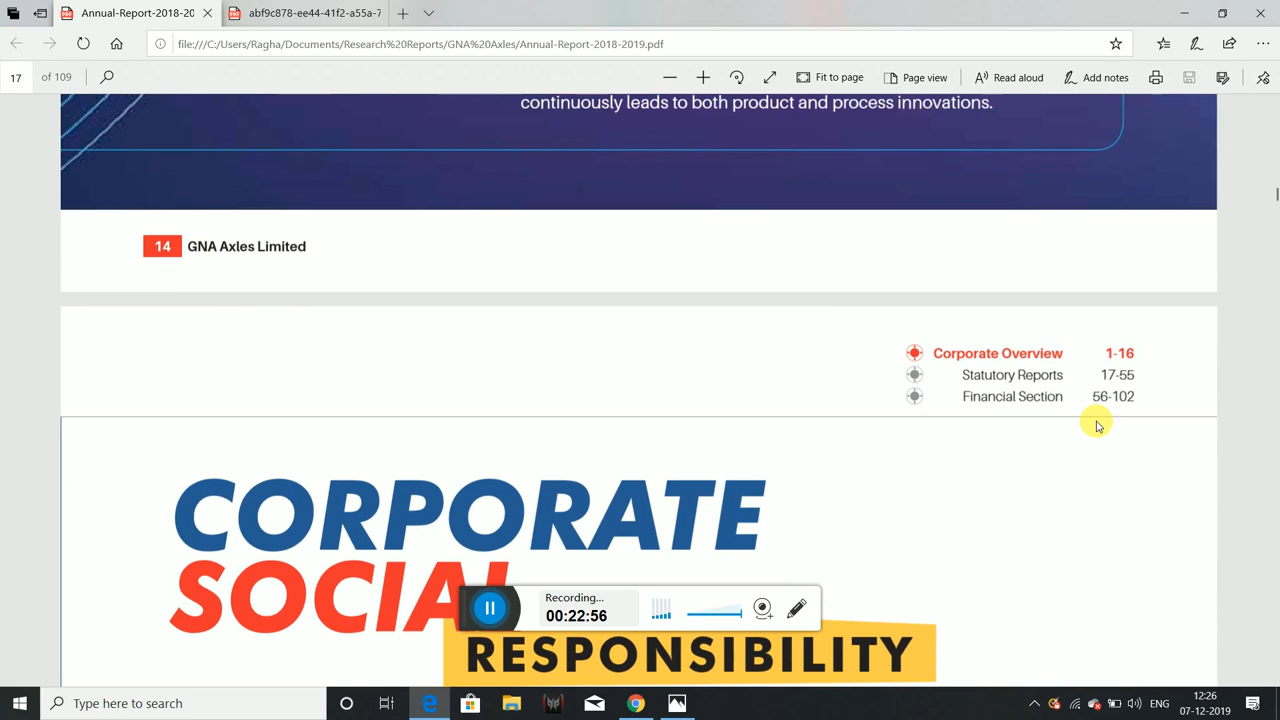 Annual-Report-2018-20
abf9c878-ee44-41f2-a55a-7
file:///C:/Users/Ragha/Documents/Research%20Reports/GNA%20Axles/Annual-Report-2018-2019.pdf
17 of 109
Fit to page
Page view
Read aloud
Add notes
continuously leads to both product and process innovations.
14 GNA Axles Limited
Corporate Overview 1-16
Statutory Reports 17-55
Financial Section 56-102
CORPORATE
SOCIAL
RESPONSIBILITY
Recording...
00:22:56
Type here to search
ENG
12:26
07-12-2019